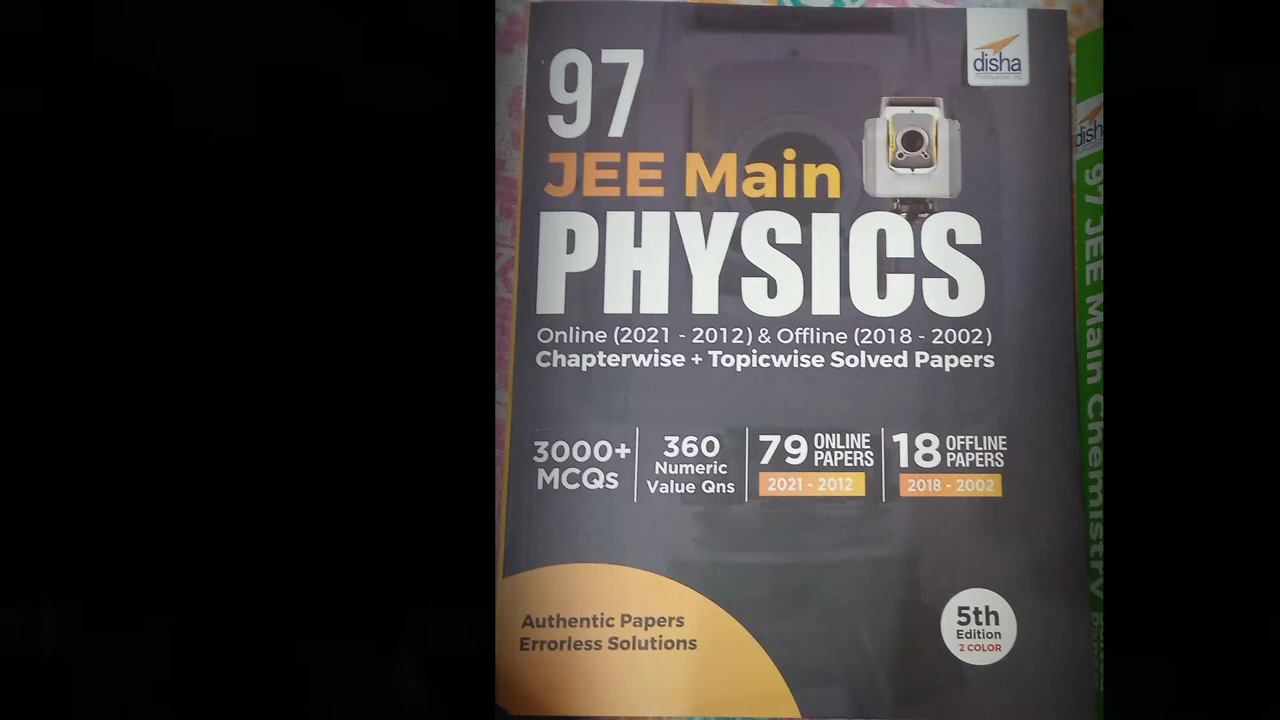 97
JEE Main
PHYSICS
Online (2021 - 2012) & Offline (2018 - 2002)
Chapterwise + Topicwise Solved Papers
3000+
MCQs
360
Numeric
Value Qns
79 ONLINE PAPERS
2021 - 2012
18 OFFLINE PAPERS
2018 - 2002
Authentic Papers
Errorless Solutions
5th
Edition
2 COLOR
disha
disha
97 JEE Main Chemistry